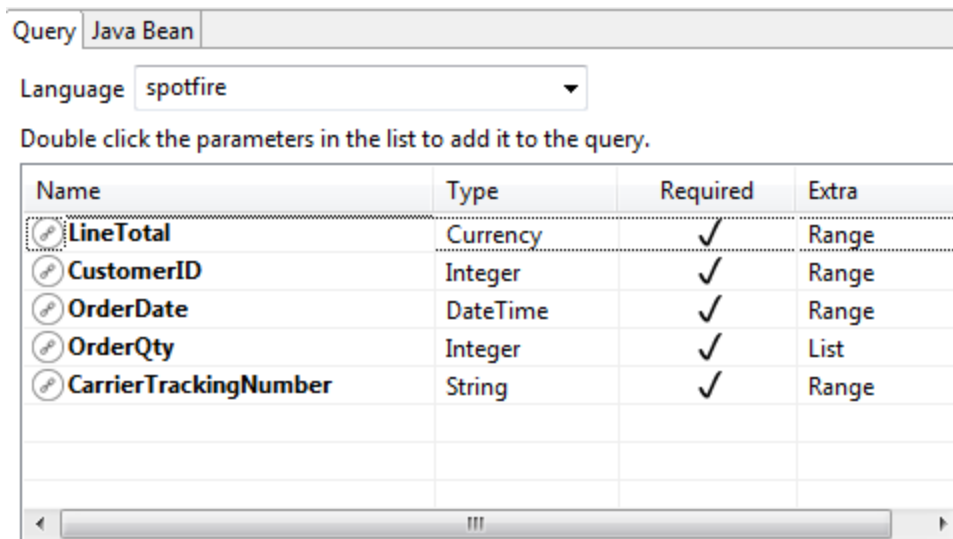 Query Java Bean
Language spotfire
Double click the parameters in the list to add it to the query.
Name Type Required Extra
LineTotal Currency ✓ Range
CustomerID Integer ✓ Range
OrderDate DateTime ✓ Range
OrderQty Integer ✓ List
CarrierTrackingNumber String ✓ Range